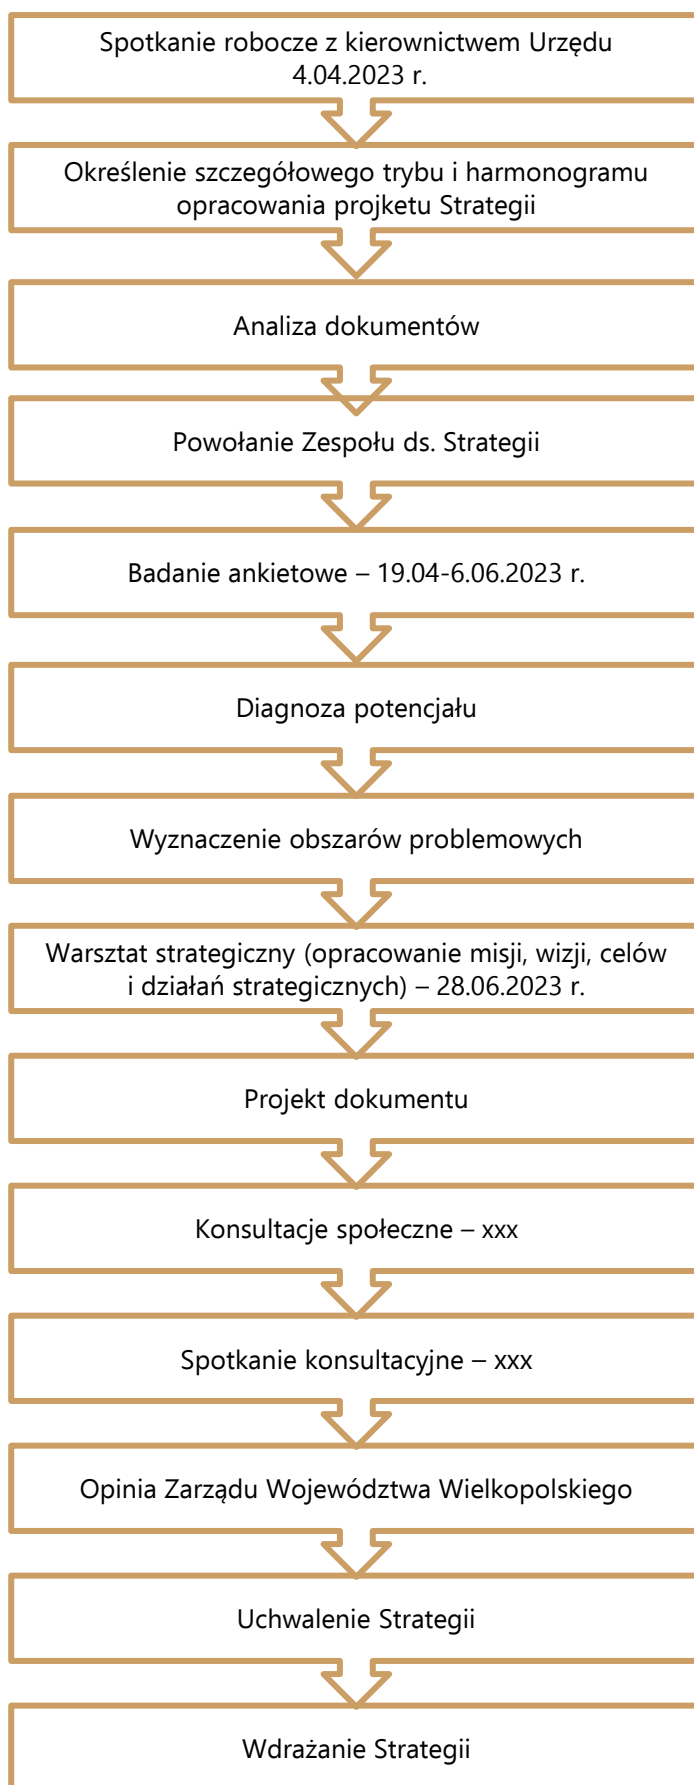 Spotkanie robocze z kierownictwem Urzędu
4.04.2023 r.
Określenie szczegółowego trybu i harmonogramu
opracowania projketu Strategii
Analiza dokumentów
Powołanie Zespołu ds. Strategii
Badanie ankietowe – 19.04-6.06.2023 r.
Diagnoza potencjału
Wyznaczenie obszarów problemowych
Warsztat strategiczny (opracowanie misji, wizji, celów
i działań strategicznych) – 28.06.2023 r.
Projekt dokumentu
Konsultacje społeczne – xxx
Spotkanie konsultacyjne – xxx
Opinia Zarządu Województwa Wielkopolskiego
Uchwalenie Strategii
Wdrażanie Strategii